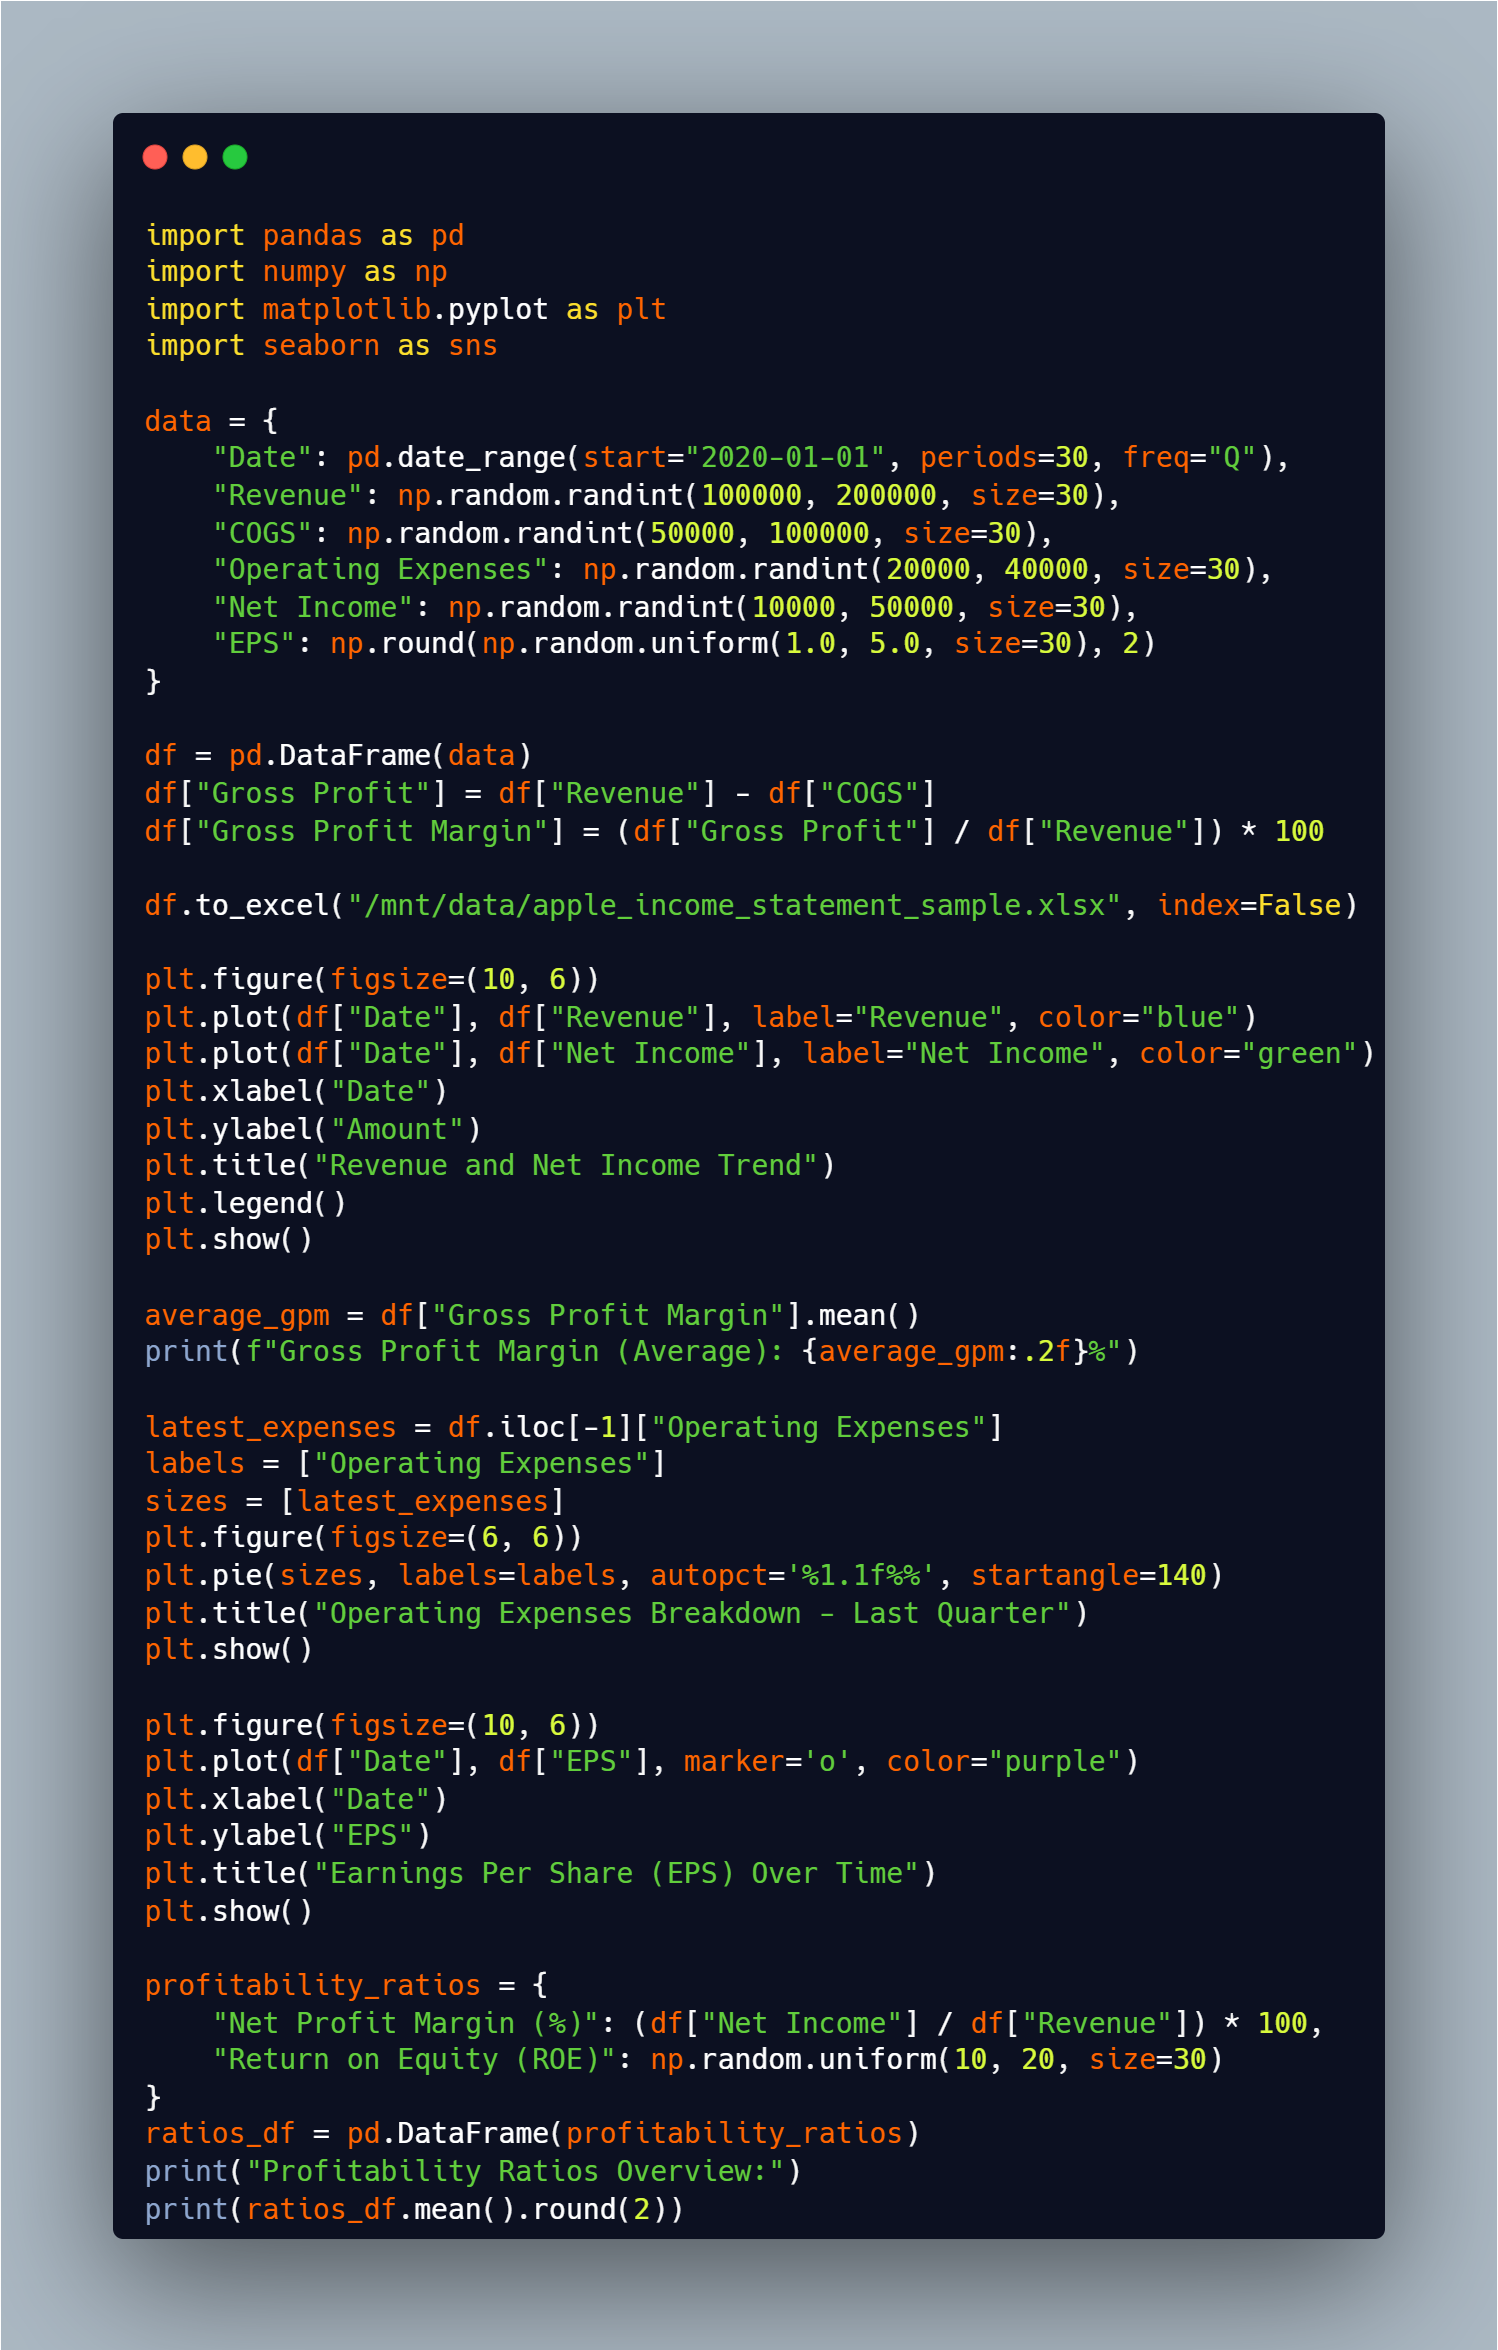 import pandas as pd
import numpy as np
import matplotlib.pyplot as plt
import seaborn as sns

data = {
    "Date": pd.date_range(start="2020-01-01", periods=30, freq="Q"),
    "Revenue": np.random.randint(100000, 200000, size=30),
    "COGS": np.random.randint(50000, 100000, size=30),
    "Operating Expenses": np.random.randint(20000, 40000, size=30),
    "Net Income": np.random.randint(10000, 50000, size=30),
    "EPS": np.round(np.random.uniform(1.0, 5.0, size=30), 2)
}

df = pd.DataFrame(data)
df["Gross Profit"] = df["Revenue"] - df["COGS"]
df["Gross Profit Margin"] = (df["Gross Profit"] / df["Revenue"]) * 100

df.to_excel("/mnt/data/apple_income_statement_sample.xlsx", index=False)

plt.figure(figsize=(10, 6))
plt.plot(df["Date"], df["Revenue"], label="Revenue", color="blue")
plt.plot(df["Date"], df["Net Income"], label="Net Income", color="green")
plt.xlabel("Date")
plt.ylabel("Amount")
plt.title("Revenue and Net Income Trend")
plt.legend()
plt.show()

average_gpm = df["Gross Profit Margin"].mean()
print(f"Gross Profit Margin (Average): {average_gpm:.2f}%")

latest_expenses = df.iloc[-1]["Operating Expenses"]
labels = ["Operating Expenses"]
sizes = [latest_expenses]
plt.figure(figsize=(6, 6))
plt.pie(sizes, labels=labels, autopct='%1.1f%%', startangle=140)
plt.title("Operating Expenses Breakdown - Last Quarter")
plt.show()

plt.figure(figsize=(10, 6))
plt.plot(df["Date"], df["EPS"], marker='o', color="purple")
plt.xlabel("Date")
plt.ylabel("EPS")
plt.title("Earnings Per Share (EPS) Over Time")
plt.show()

profitability_ratios = {
    "Net Profit Margin (%)": (df["Net Income"] / df["Revenue"]) * 100,
    "Return on Equity (ROE)": np.random.uniform(10, 20, size=30)
}
ratios_df = pd.DataFrame(profitability_ratios)
print("Profitability Ratios Overview:")
print(ratios_df.mean().round(2))